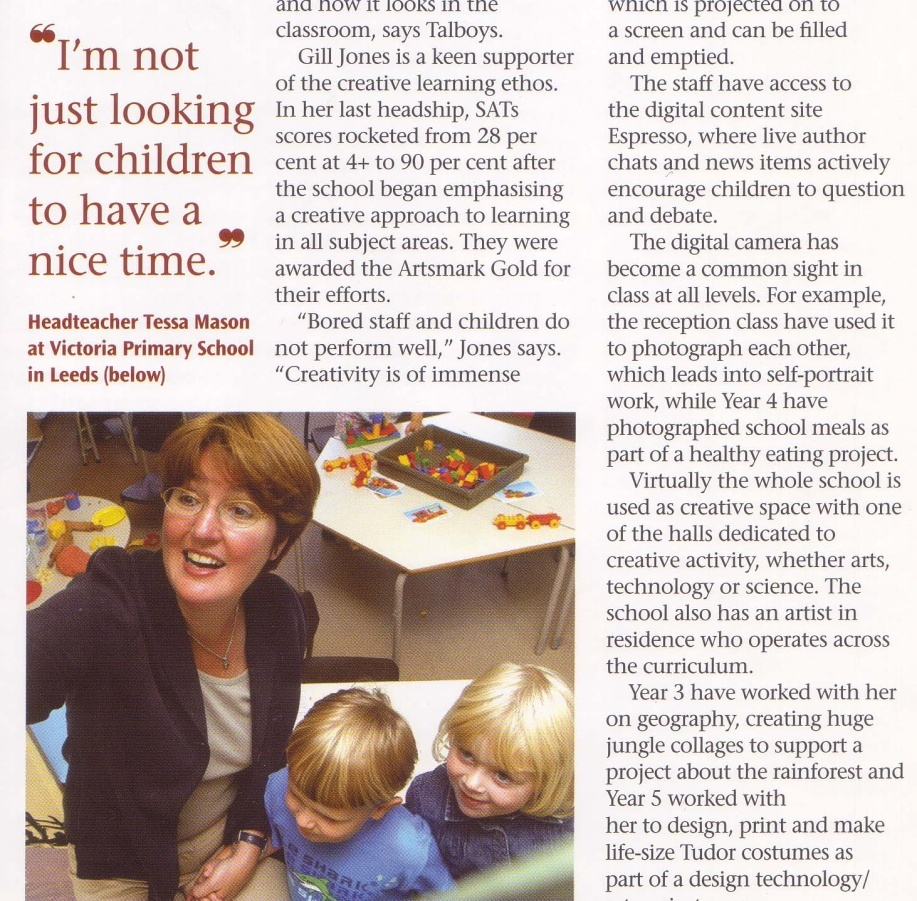 “I’m not
just looking
for children
to have a
nice time.”
Headteacher Tessa Mason
at Victoria Primary School
in Leeds (below)
and how it looks in the
classroom, says Talboys.
Gill Jones is a keen supporter
of the creative learning ethos.
In her last headship, SATs
scores rocketed from 28 per
cent at 4+ to 90 per cent after
the school began emphasising
a creative approach to learning
in all subject areas. They were
awarded the Artsmark Gold for
their efforts.
“Bored staff and children do
not perform well,” Jones says.
“Creativity is of immense
which is projected on to
a screen and can be filled
and emptied.
The staff have access to
the digital content site
Espresso, where live author
chats and news items actively
encourage children to question
and debate.
The digital camera has
become a common sight in
class at all levels. For example,
the reception class have used it
to photograph each other,
which leads into self-portrait
work, while Year 4 have
photographed school meals as
part of a healthy eating project.
Virtually the whole school is
used as creative space with one
of the halls dedicated to
creative activity, whether arts,
technology or science. The
school also has an artist in
residence who operates across
the curriculum.
Year 3 have worked with her
on geography, creating huge
jungle collages to support a
project about the rainforest and
Year 5 worked with
her to design, print and make
life-size Tudor costumes as
part of a design technology/
SHARK